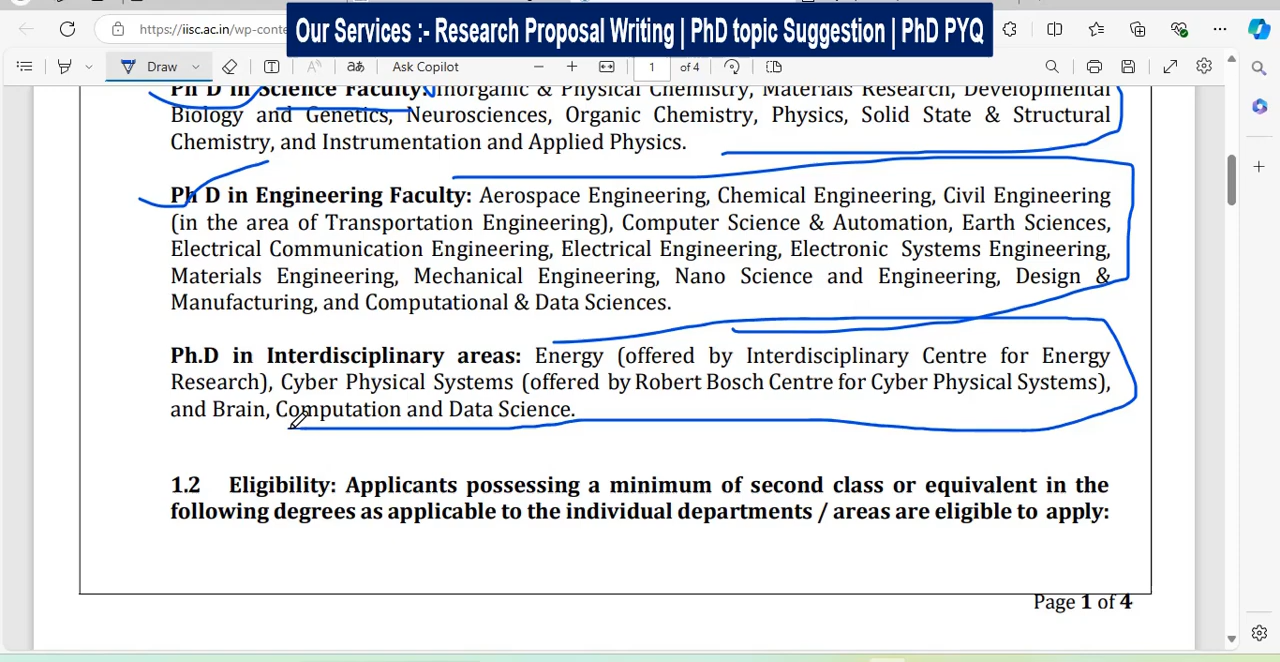 https://iisc.ac.in/wp-conte
Our Services :- Research Proposal Writing | PhD topic Suggestion | PhD PYQ
Draw
aあ
Ask Copilot
1
of 4
Ph D in Science Faculty: Inorganic & Physical Chemistry, Materials Research, Developmental
Biology and Genetics, Neurosciences, Organic Chemistry, Physics, Solid State & Structural
Chemistry, and Instrumentation and Applied Physics.
Ph D in Engineering Faculty: Aerospace Engineering, Chemical Engineering, Civil Engineering
(in the area of Transportation Engineering), Computer Science & Automation, Earth Sciences,
Electrical Communication Engineering, Electrical Engineering, Electronic Systems Engineering,
Materials Engineering, Mechanical Engineering, Nano Science and Engineering, Design &
Manufacturing, and Computational & Data Sciences.
Ph.D in Interdisciplinary areas: Energy (offered by Interdisciplinary Centre for Energy
Research), Cyber Physical Systems (offered by Robert Bosch Centre for Cyber Physical Systems),
and Brain, Computation and Data Science.
1.2 Eligibility: Applicants possessing a minimum of second class or equivalent in the
following degrees as applicable to the individual departments / areas are eligible to apply:
Page 1 of 4